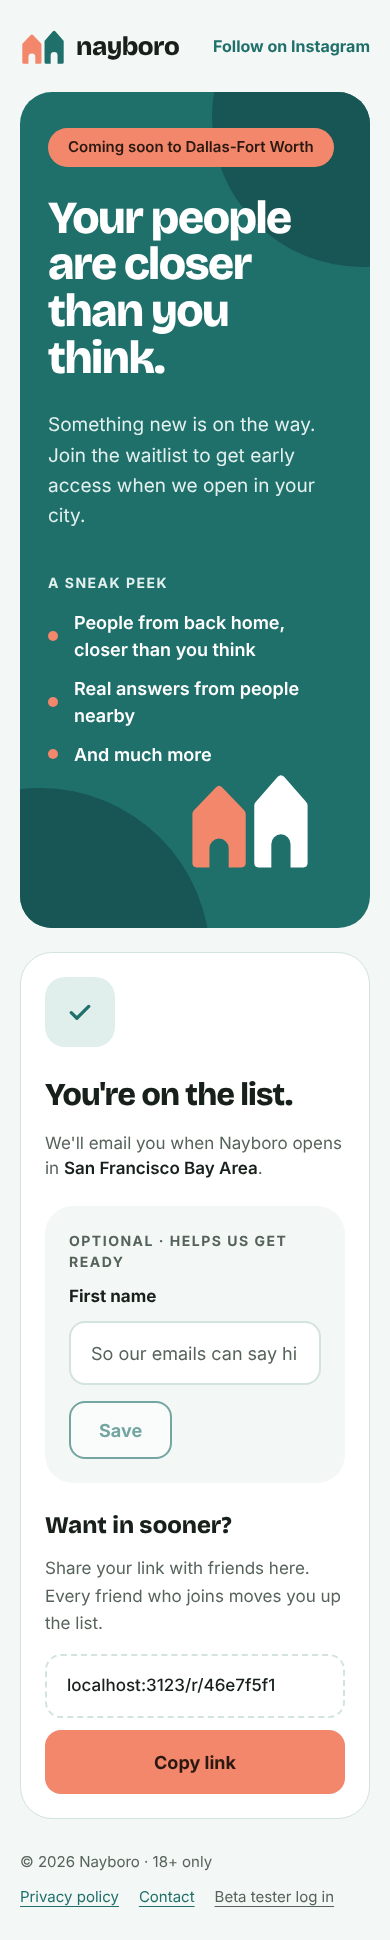 nayboro
Follow on Instagram
Coming soon to Dallas-Fort Worth
Your people
are closer
than you
think.
Something new is on the way.
Join the waitlist to get early
access when we open in your
city.
A SNEAK PEEK
People from back home,
closer than you think
Real answers from people
nearby
And much more
You're on the list.
We'll email you when Nayboro opens
in San Francisco Bay Area.
OPTIONAL · HELPS US GET
READY
First name
So our emails can say hi
Save
Want in sooner?
Share your link with friends here.
Every friend who joins moves you up
the list.
localhost:3123/r/46e7f5f1
Copy link
© 2026 Nayboro · 18+ only
Privacy policy
Contact
Beta tester log in